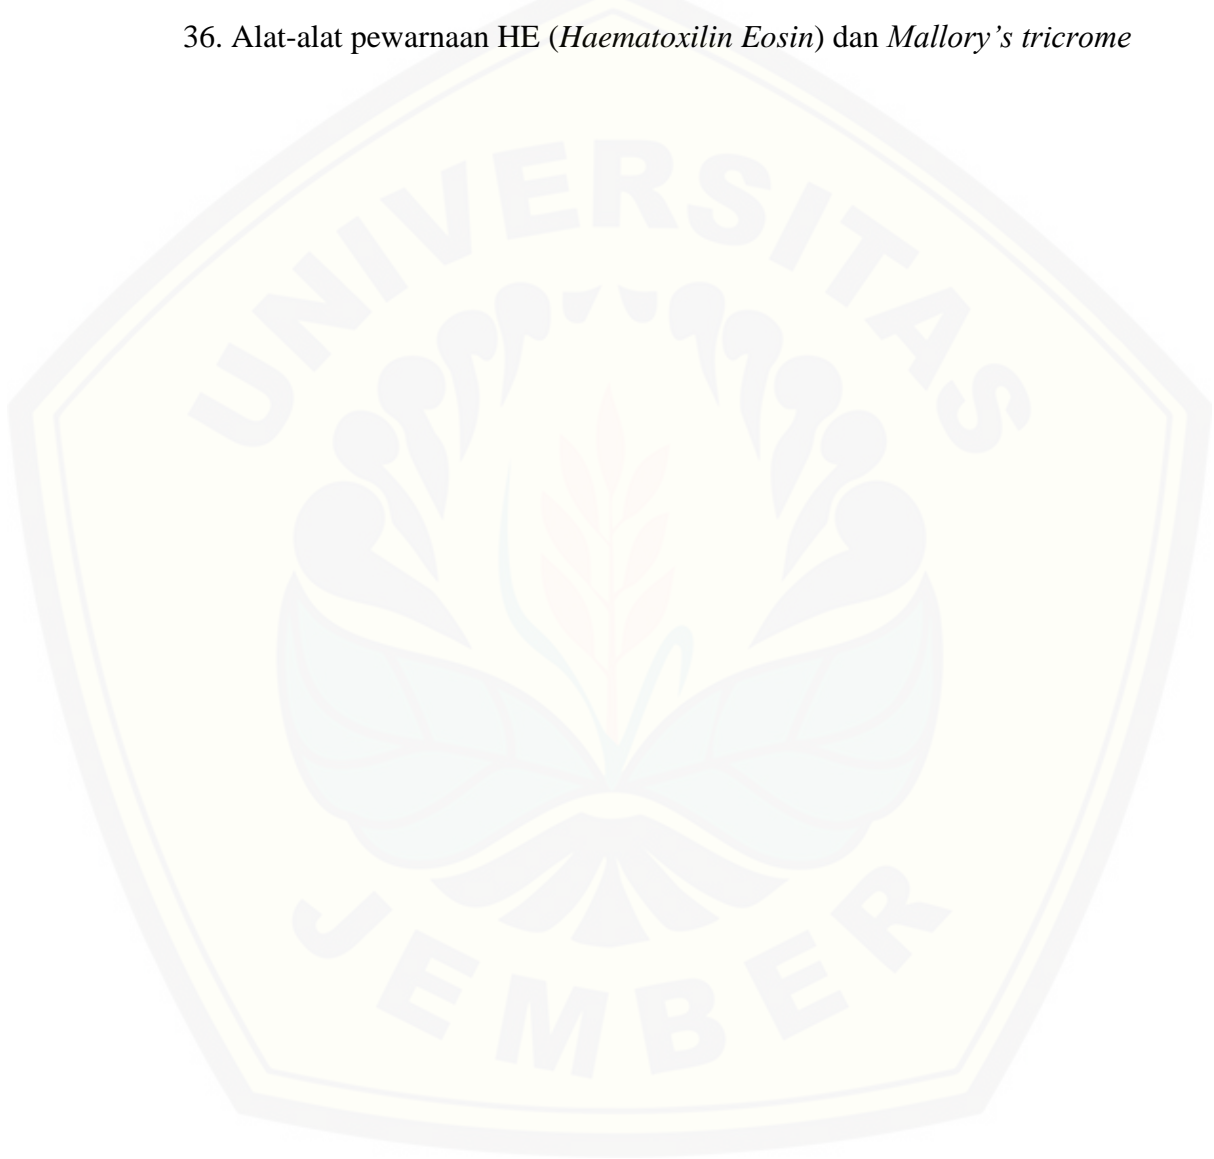 36. Alat-alat pewarnaan HE (Haematoxilin Eosin) dan Mallory’s tricrome
UNIVERSITAS
JEMBER